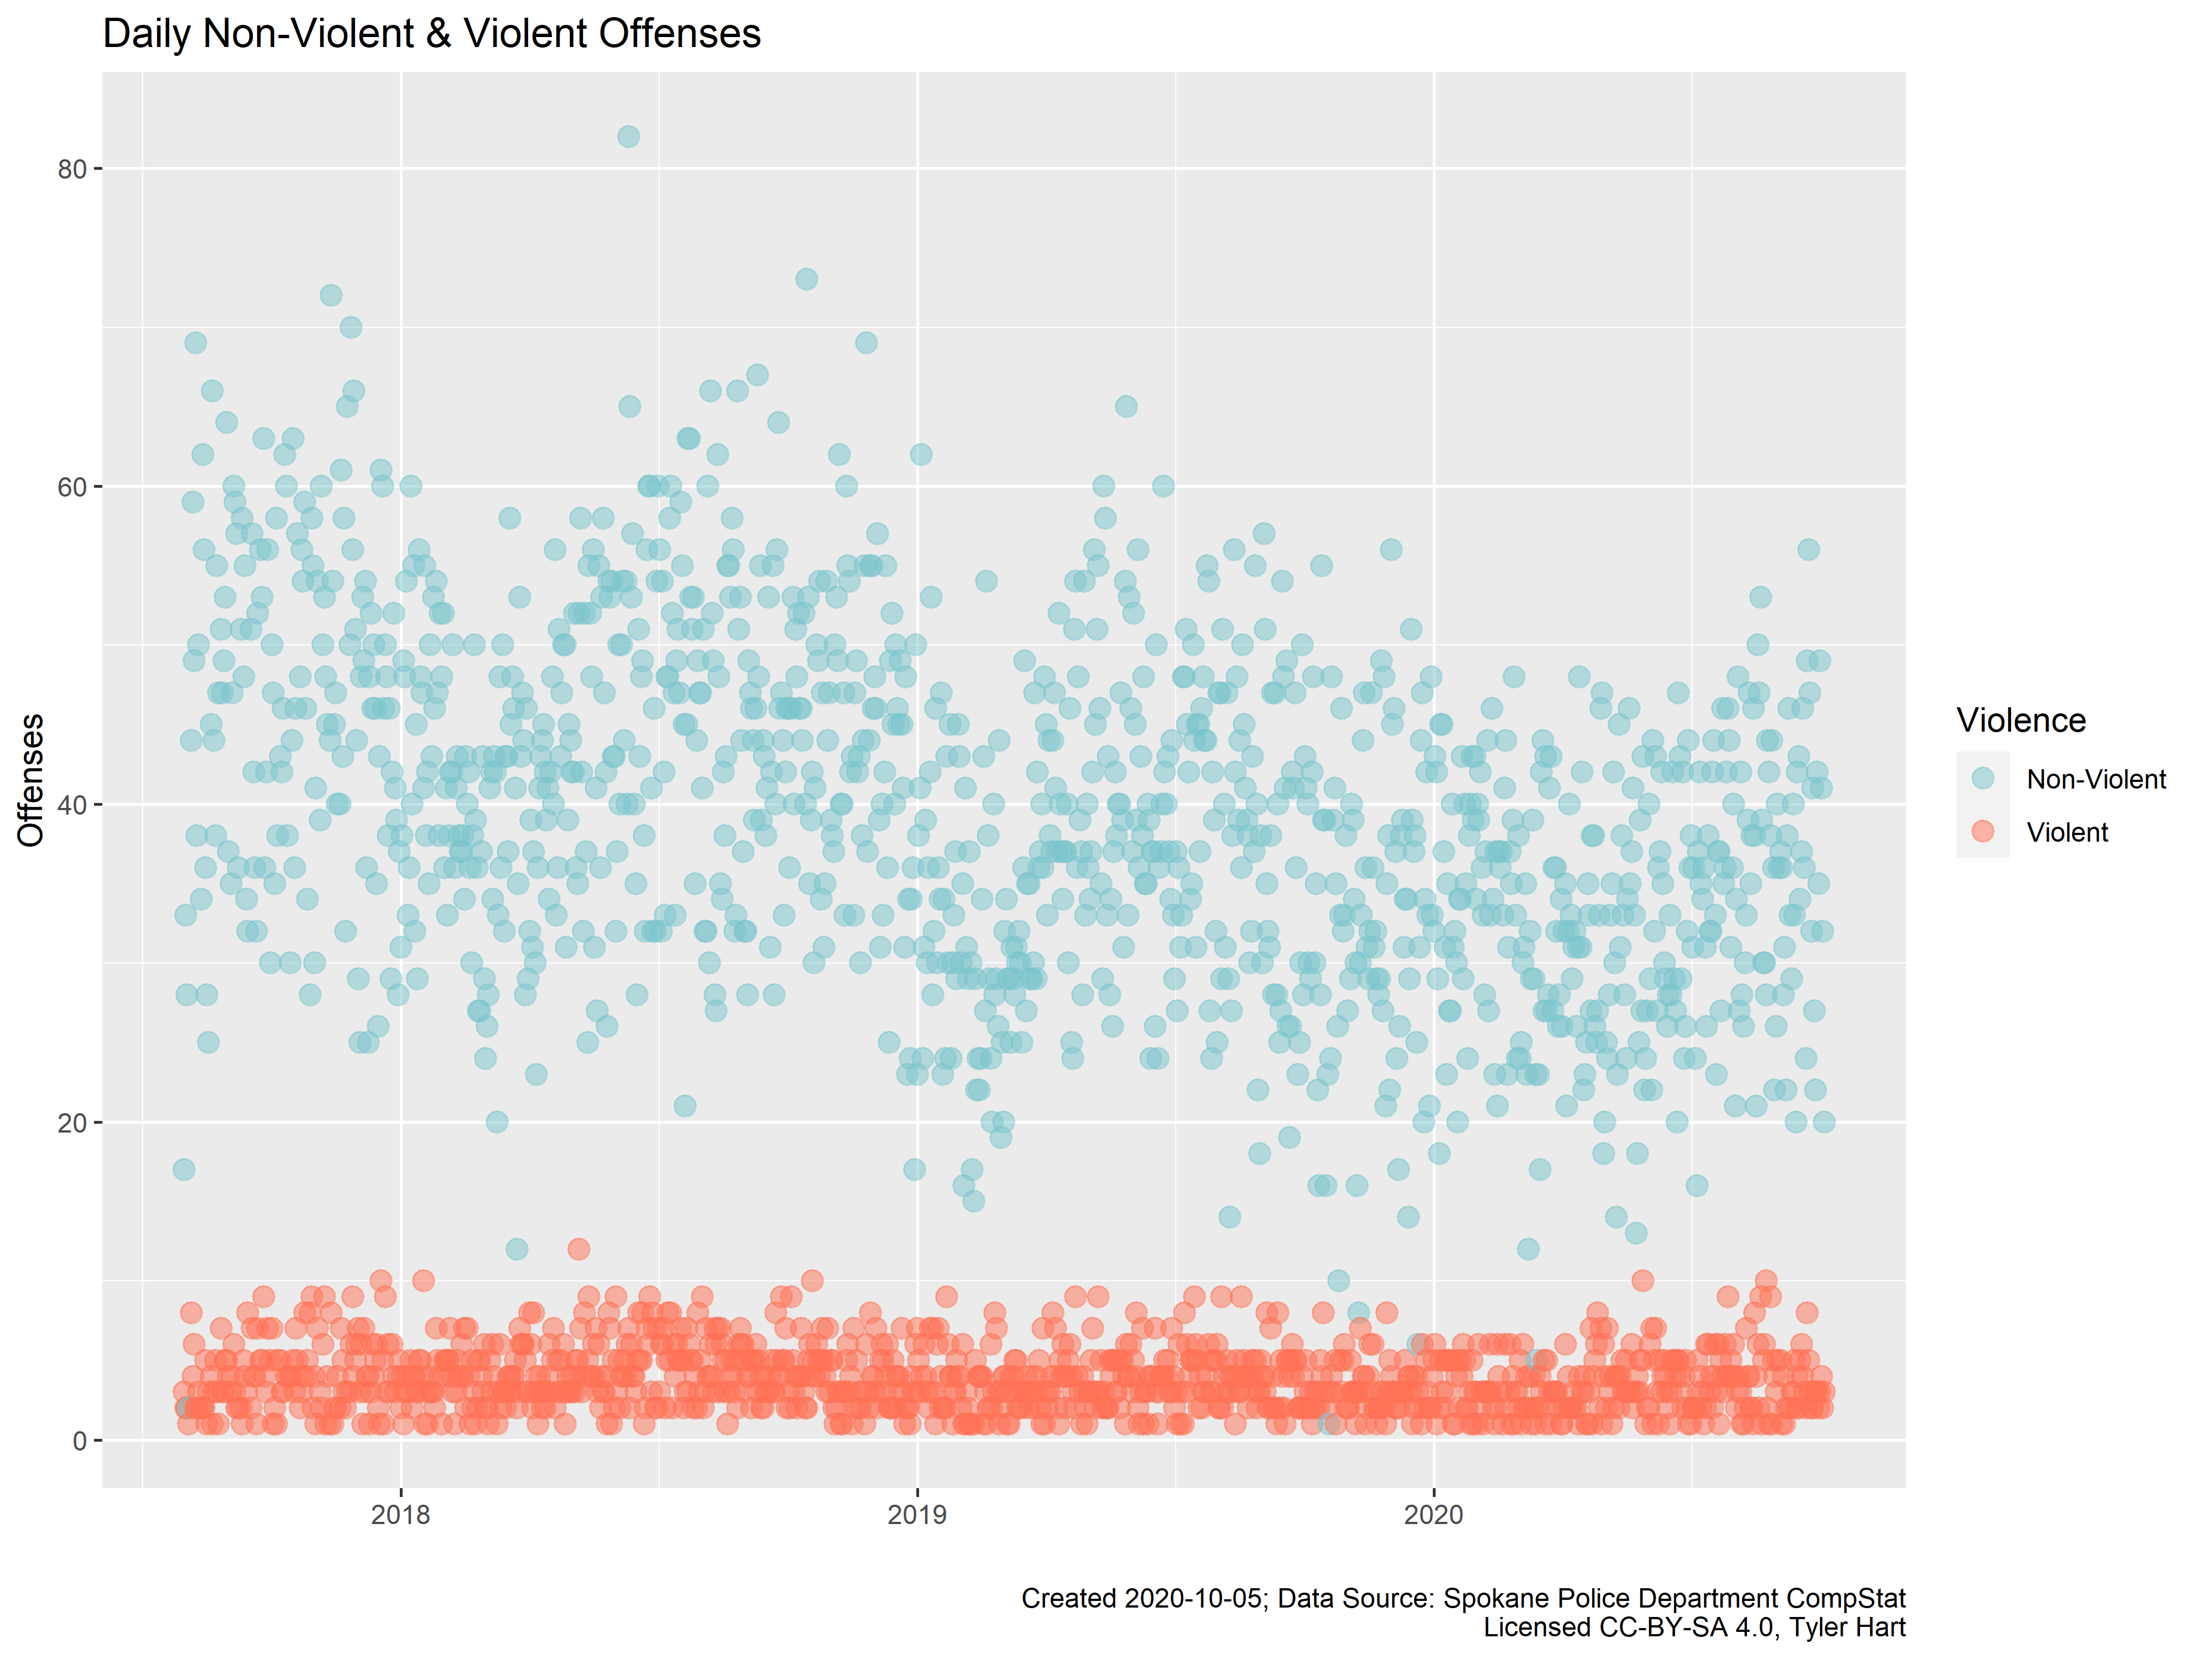 Daily Non-Violent & Violent Offenses
80
60
40
20
0
Offenses
2018
2019
2020
Violence
Non-Violent
Violent
Created 2020-10-05; Data Source: Spokane Police Department CompStat
Licensed CC-BY-SA 4.0, Tyler Hart